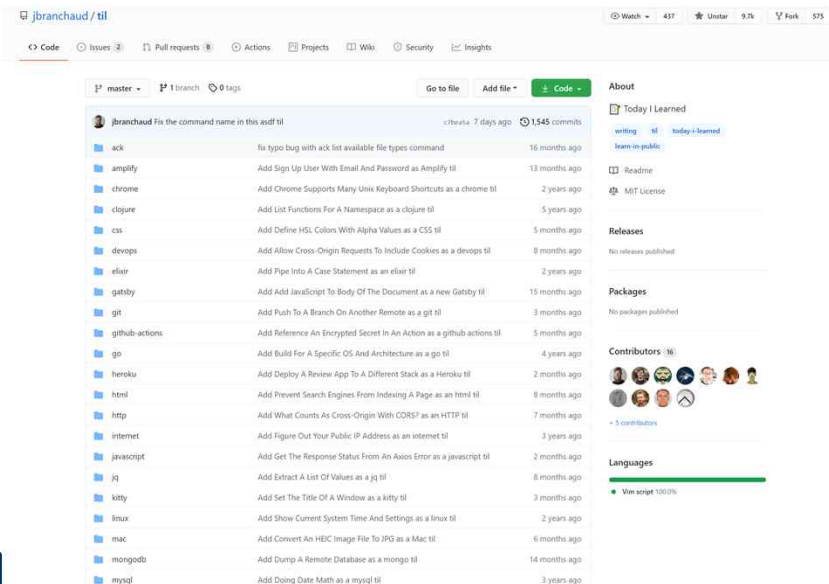 jbranchaud / til
Watch 437 Unstar 9.7k Fork 575
<> Code Issues 2 Pull requests 8 Actions Projects Wiki Security Insights
master 1 branch 0 tags Go to file Add file Code
jbranchaud Fix the command name in this asdf til 7 days ago 1,545 commits
ack fix typo bug with ack list available file types command 16 months ago
amplify Add Sign Up User With Email And Password as Amplify til 13 months ago
chrome Add Chrome Supports Many Unix Keyboard Shortcuts as a chrome til 2 years ago
clojure Add List Functions For A Namespace as a clojure til 5 years ago
css Add Define HSL Colors With Alpha Values as a CSS til 5 months ago
devops Add Allow Cross-Origin Requests To Include Cookies as a devops til 8 months ago
elixir Add Pipe Into A Case Statement as an elixir til 2 years ago
gatsby Add Add JavaScript To Body Of The Document as a new Gatsby til 15 months ago
git Add Push To A Branch On Another Remote as a git til 3 months ago
github-actions Add Reference An Encrypted Secret In An Action as a github actions til 5 months ago
go Add Build For A Specific OS And Architecture as a go til 4 years ago
heroku Add Deploy A Review App To A Different Stack as a Heroku til 2 months ago
html Add Prevent Search Engines From Indexing A Page as an html til 8 months ago
http Add What Counts As Cross-Origin With CORS? as an HTTP til 7 months ago
internet Add Figure Out Your Public IP Address as an internet til 3 years ago
javascript Add Get The Response Status From An Axios Error as a javascript til 2 months ago
jq Add Extract A List Of Values as a jq til 8 months ago
kitty Add Set The Title Of A Window as a kitty til 3 months ago
linux Add Show Current System Time And Settings as a linux til 2 years ago
mac Add Convert An HEIC Image File To JPG as a Mac til 6 months ago
mongodb Add Dump A Remote Database as a mongo til 14 months ago
mysql Add Doing Date Math as a mysql til 3 years ago
About
Today I Learned
writing til today-i-learned
learn-in-public
Readme
MIT License
Releases
No releases published
Packages
No packages published
Contributors 16
+ 5 contributors
Languages
Vim script 100.0%